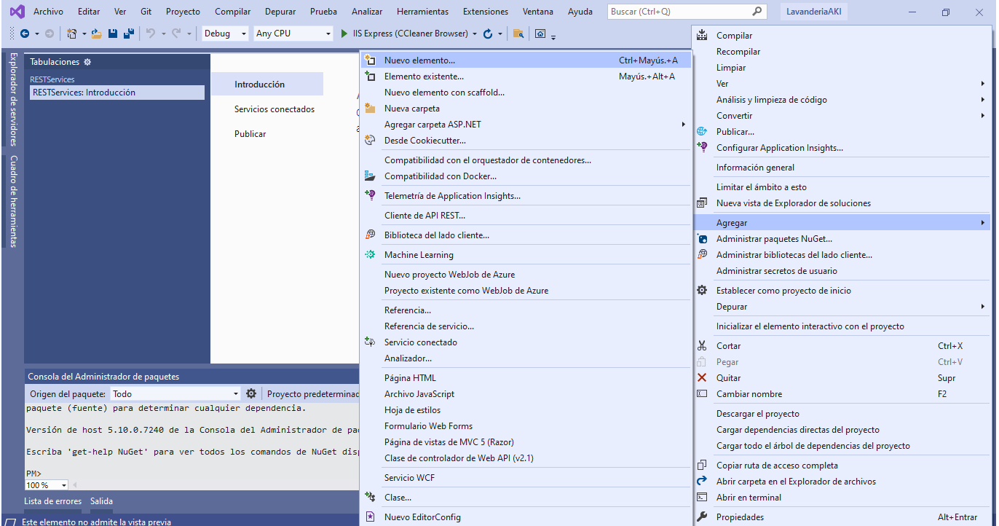 Archivo Editar Ver Git Proyecto Compilar Depurar Prueba Analizar Herramientas Extensiones Ventana Ayuda Buscar (Ctrl+Q) LavanderiaAKI
Debug Any CPU IIS Express (CCleaner Browser)
Explorador de servidores
Cuadro de herramientas
Tabulaciones
RESTServices
RESTServices: Introducción
Introducción
Servicios conectados
Publicar
Nuevo elemento... Ctrl+Mayús.+A
Elemento existente... Mayús.+Alt+A
Nuevo elemento con scaffold...
Nueva carpeta
Agregar carpeta ASP.NET
Desde Cookiecutter...
Compatibilidad con el orquestador de contenedores...
Compatibilidad con Docker...
Telemetría de Application Insights...
Cliente de API REST...
Biblioteca del lado cliente...
Machine Learning
Nuevo proyecto WebJob de Azure
Proyecto existente como WebJob de Azure
Referencia...
Referencia de servicio...
Servicio conectado
Analizador...
Página HTML
Archivo JavaScript
Hoja de estilos
Formulario Web Forms
Página de vistas de MVC 5 (Razor)
Clase de controlador de Web API (v2.1)
Servicio WCF
Clase...
Nuevo EditorConfig
Compilar
Recompilar
Limpiar
Ver
Análisis y limpieza de código
Convertir
Publicar...
Configurar Application Insights...
Información general
Limitar el ámbito a esto
Nueva vista de Explorador de soluciones
Agregar
Administrar paquetes NuGet...
Administrar bibliotecas del lado cliente...
Administrar secretos de usuario
Establecer como proyecto de inicio
Depurar
Inicializar el elemento interactivo con el proyecto
Cortar Ctrl+X
Pegar Ctrl+V
Quitar Supr
Cambiar nombre F2
Descargar el proyecto
Cargar dependencias directas del proyecto
Cargar todo el árbol de dependencias del proyecto
Copiar ruta de acceso completa
Abrir carpeta en el Explorador de archivos
Abrir en terminal
Propiedades Alt+Entrar
Consola del Administrador de paquetes
Origen del paquete: Todo Proyecto predeterminad
paquete (fuente) para determinar cualquier dependencia.
Versión de host 5.10.0.7240 de la Consola del Administrador de pa
Escriba 'get-help NuGet' para ver todos los comandos de NuGet disp
PM>
100 %
Lista de errores Salida
Este elemento no admite la vista previa